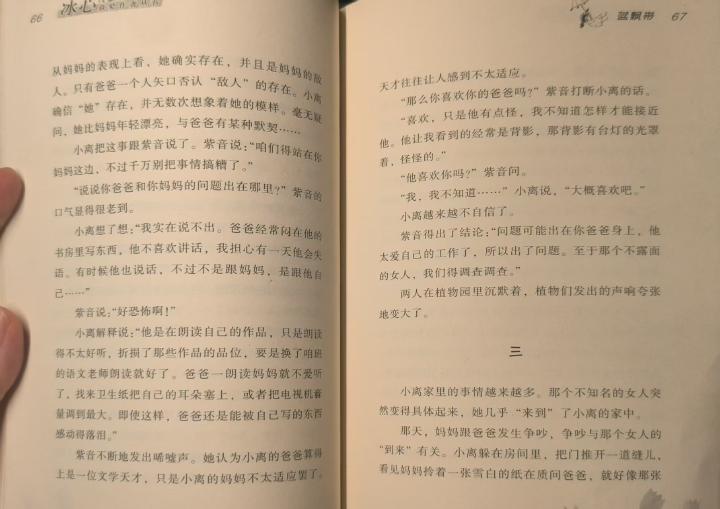 66
冰心
从妈妈的表现上看，她确实存在，并且是妈妈的敌
人。只有爸爸一个人矢口否认“敌人”的存在。小离
确信“她”存在，并无数次想象着她的模样。毫无疑
问，她比妈妈年轻漂亮，与爸爸有某种默契……
小离把这事跟紫音说了。紫音说：“咱们得站在你
妈妈这边，不过千万别把事情搞糟了。”
“说说你爸爸和你妈妈的问题出在哪里？”紫音的
口气显得很老到。
小离想了想：“我实在说不出。爸爸经常闷在他的
书房里写东西，他不喜欢讲话，我担心有一天他会失
语。有时候他也说话，不过不是跟妈妈，是跟他自
己……”
紫音说：“好恐怖啊！”
小离解释说：“他是在朗读自己的作品，只是朗读
得不太好听，折损了那些作品的品位，要是换了咱班
的语文老师朗读就好了。爸爸一朗读妈妈就不爱听
了，找来卫生纸把自己的耳朵塞上，或者把电视机音
量调到最大。即使这样，爸爸还是能被自己写的东西
感动得落泪。”
紫音不断地发出唏嘘声。她认为小离的爸爸算得
上是一位文学天才，只是小离的妈妈不太适应罢了。
蓝飘带 67
天才往往让人感到不太适应。
“那么你喜欢你的爸爸吗？”紫音打断小离的话。
“喜欢，只是他有点怪，我不知道怎样才能接近
他。他让我看到的经常是背影，那背影有台灯的光罩
着，怪怪的。”
“他喜欢你吗？”紫音问。
“我，我不知道……”小离说，“大概喜欢吧。”
小离越来越不自信了。
紫音得出了结论：“问题可能出在你爸爸身上，他
太爱自己的工作了，所以出了问题。至于那个不露面
的女人，我们得调查调查。”
两人在植物园里沉默着，植物们发出的声响夸张
地变大了。
三
小离家里的事情越来越多。那个不知名的女人突
然变得具体起来，她几乎“来到”了小离的家中。
那天，妈妈跟爸爸发生争吵，争吵与那个女人的
“到来”有关。小离躲在房间里，把门推开一道缝儿，
看见妈妈拎着一张雪白的纸在质问爸爸，就好像那张